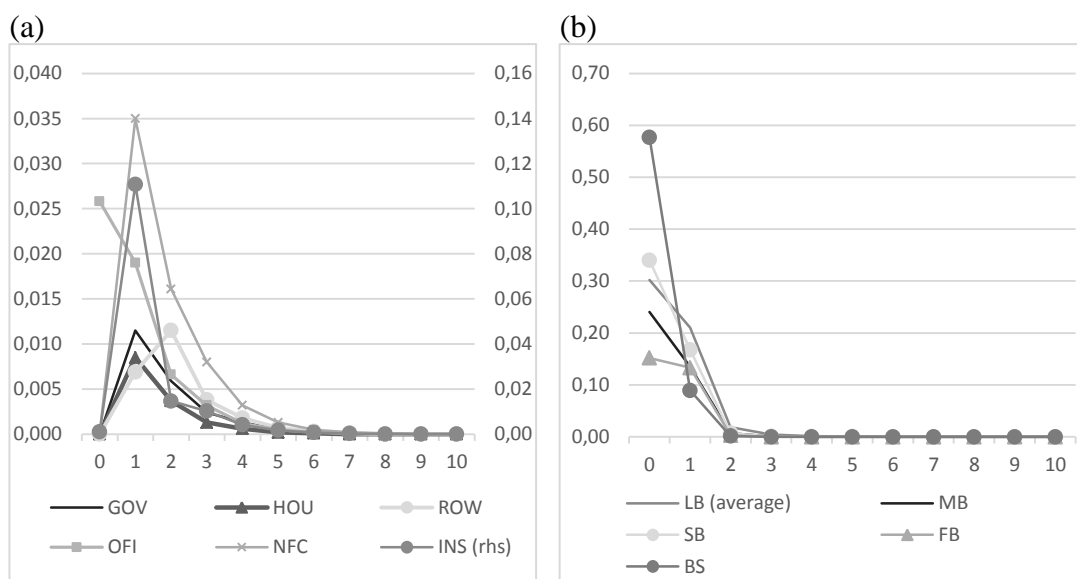 (a)
(b)
0,040 0,16
0,035 0,14
0,030 0,12
0,025 0,10
0,020 0,08
0,015 0,06
0,010 0,04
0,005 0,02
0,000 0,00
0 1 2 3 4 5 6 7 8 9 10
GOV HOU ROW
OFI NFC INS (rhs)
0,70
0,60
0,50
0,40
0,30
0,20
0,10
0,00
0 1 2 3 4 5 6 7 8 9 10
LB (average) MB
SB FB
BS